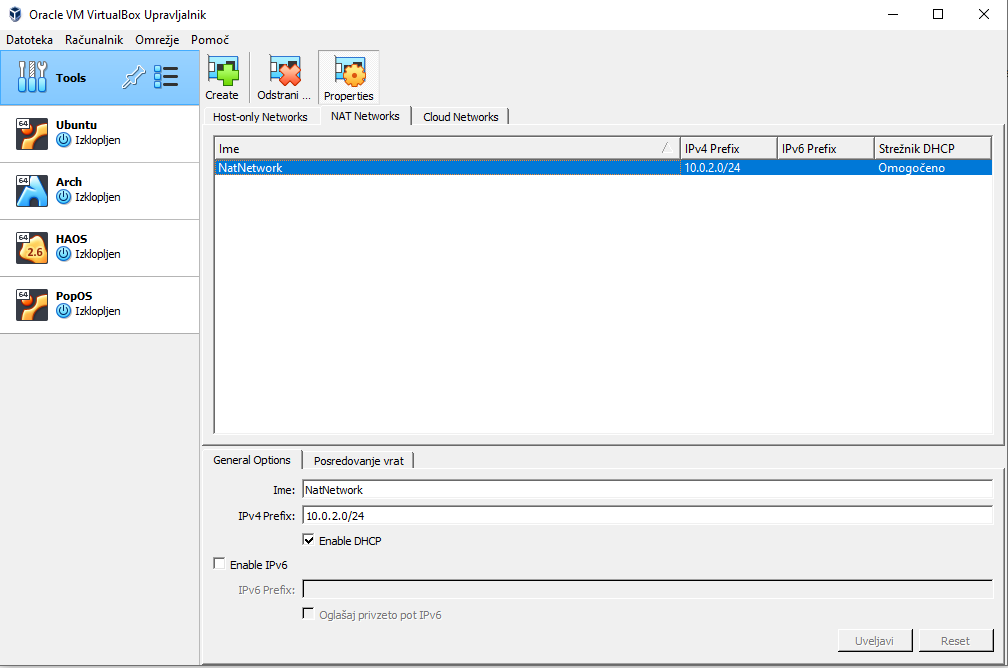 Oracle VM VirtualBox Upravljalnik
Datoteka Računalnik Omrežje Pomoč
Tools
Create Odstrani ... Properties
Host-only Networks NAT Networks Cloud Networks
64 Ubuntu
Izklopljen
64 Arch
Izklopljen
64 HAOS
2.6 Izklopljen
64 PopOS
Izklopljen
Ime IPv4 Prefix IPv6 Prefix Strežnik DHCP
NatNetwork 10.0.2.0/24 Omogočeno
General Options Posredovanje vrat
Ime: NatNetwork
IPv4 Prefix: 10.0.2.0/24
Enable DHCP
Enable IPv6
IPv6 Prefix:
Oglašaj privzeto pot IPv6
Uveljavi Reset